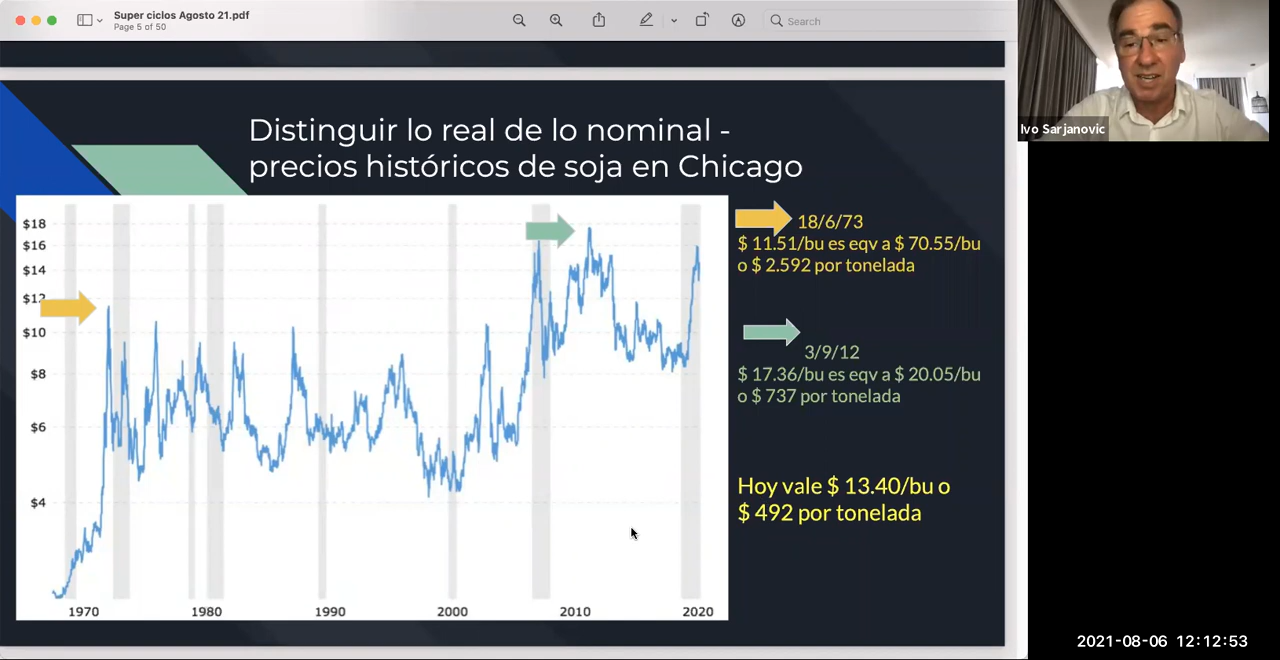 Super ciclos Agosto 21.pdf
Page 5 of 50
Search
Ivo Sarjanovic
Distinguir lo real de lo nominal -
precios históricos de soja en Chicago
$18
$16
$14
$12
$10
$8
$6
$4
1970
1980
1990
2000
2010
2020
18/6/73
$ 11.51/bu es eqv a $ 70.55/bu
o $ 2.592 por tonelada
3/9/12
$ 17.36/bu es eqv a $ 20.05/bu
o $ 737 por tonelada
Hoy vale $ 13.40/bu o
$ 492 por tonelada
2021-08-06 12:12:53